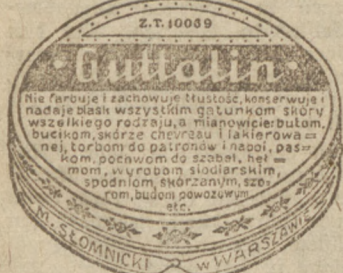 Z.T. 10039
Guttalin
Nie farbuje i zachowuje tłustość, konserwuje i
nadaje blask wszystkim gatunkom skóry
wszelkiego rodzaju, a mianowicie: butom,
bucikom, skórze chevreau i lakierowa=
nej, torbom do patronów i naboi, pas=
kom, pochwom do szabel, heł=
mom, wyrobom siodlarskim,
spodniom, skórzanym, szo=
rom, budom powozowym
etc.
M. SŁOMNICKI w WARSZAWIE